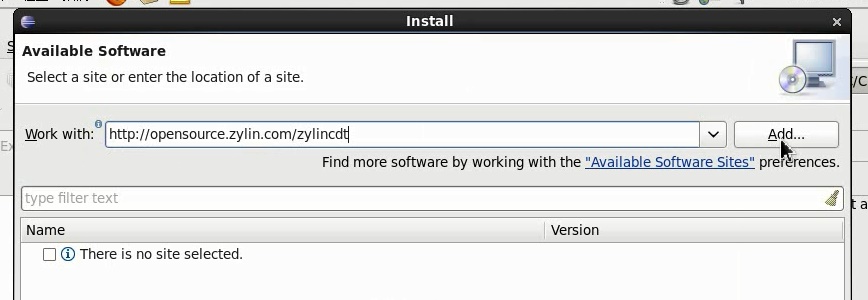 Install
Available Software
Select a site or enter the location of a site.
Work with: http://opensource.zylin.com/zylincdt Add...
Find more software by working with the "Available Software Sites" preferences.
type filter text
Name Version
There is no site selected.